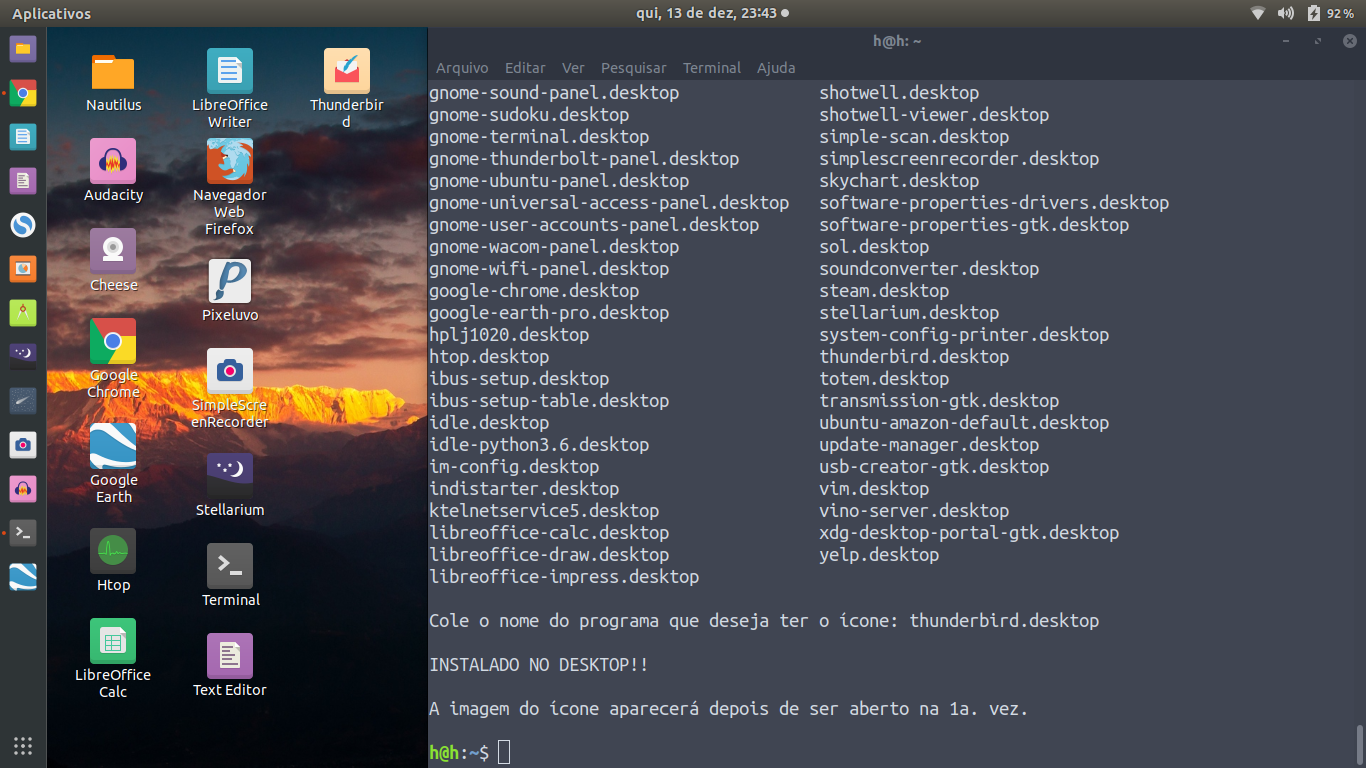 Aplicativos
qui, 13 de dez, 23:43
92 %
Nautilus
Audacity
Cheese
Google
Chrome
Google
Earth
Htop
LibreOffice
Calc
LibreOffice
Writer
Navegador
Web
Firefox
Pixeluvo
SimpleScre
enRecorder
Stellarium
Terminal
Text Editor
Thunderbir
d
h@h: ~
Arquivo Editar Ver Pesquisar Terminal Ajuda
gnome-sound-panel.desktop shotwell.desktop
gnome-sudoku.desktop shotwell-viewer.desktop
gnome-terminal.desktop simple-scan.desktop
gnome-thunderbolt-panel.desktop simplescreenrecorder.desktop
gnome-ubuntu-panel.desktop skychart.desktop
gnome-universal-access-panel.desktop software-properties-drivers.desktop
gnome-user-accounts-panel.desktop software-properties-gtk.desktop
gnome-wacom-panel.desktop sol.desktop
gnome-wifi-panel.desktop soundconverter.desktop
google-chrome.desktop steam.desktop
google-earth-pro.desktop stellarium.desktop
hplj1020.desktop system-config-printer.desktop
htop.desktop thunderbird.desktop
ibus-setup.desktop totem.desktop
ibus-setup-table.desktop transmission-gtk.desktop
idle.desktop ubuntu-amazon-default.desktop
idle-python3.6.desktop update-manager.desktop
im-config.desktop usb-creator-gtk.desktop
indistarter.desktop vim.desktop
ktelnetservice5.desktop vino-server.desktop
libreoffice-calc.desktop xdg-desktop-portal-gtk.desktop
libreoffice-draw.desktop yelp.desktop
libreoffice-impress.desktop
Cole o nome do programa que deseja ter o ícone: thunderbird.desktop
INSTALADO NO DESKTOP!!
A imagem do ícone aparecerá depois de ser aberto na 1a. vez.
h@h:~$